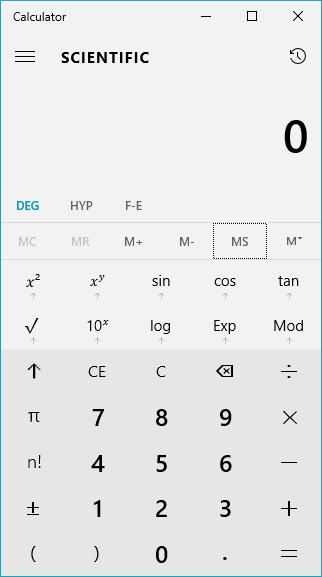 Calculator
SCIENTIFIC
0
DEG HYP F-E
MC MR M+ M- MS M˅
x² xʸ sin cos tan
√ 10ˣ log Exp Mod
↑ CE C ⌫ ÷
π 7 8 9 ×
n! 4 5 6 −
± 1 2 3 +
( ) 0 . =